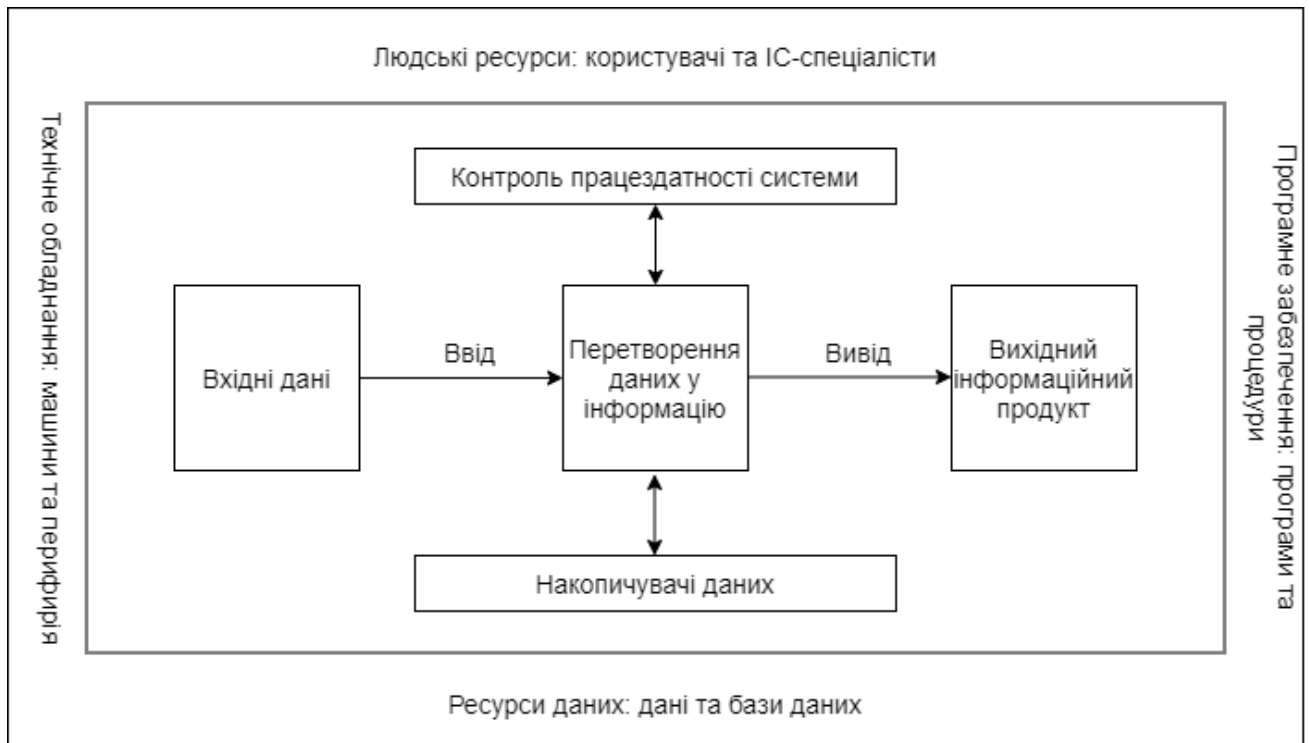 Людські ресурси: користувачі та ІС-спеціалісти
Технічне обладнання: машини та перифирія
Контроль працездатності системи
Вхідні дані
Ввід
Перетворення
даних у
інформацію
Вивід
Вихідний
інформаційний
продукт
Накопичувачі даних
Програмне забезпечення: програми та
процедури
Ресурси даних: дані та бази даних